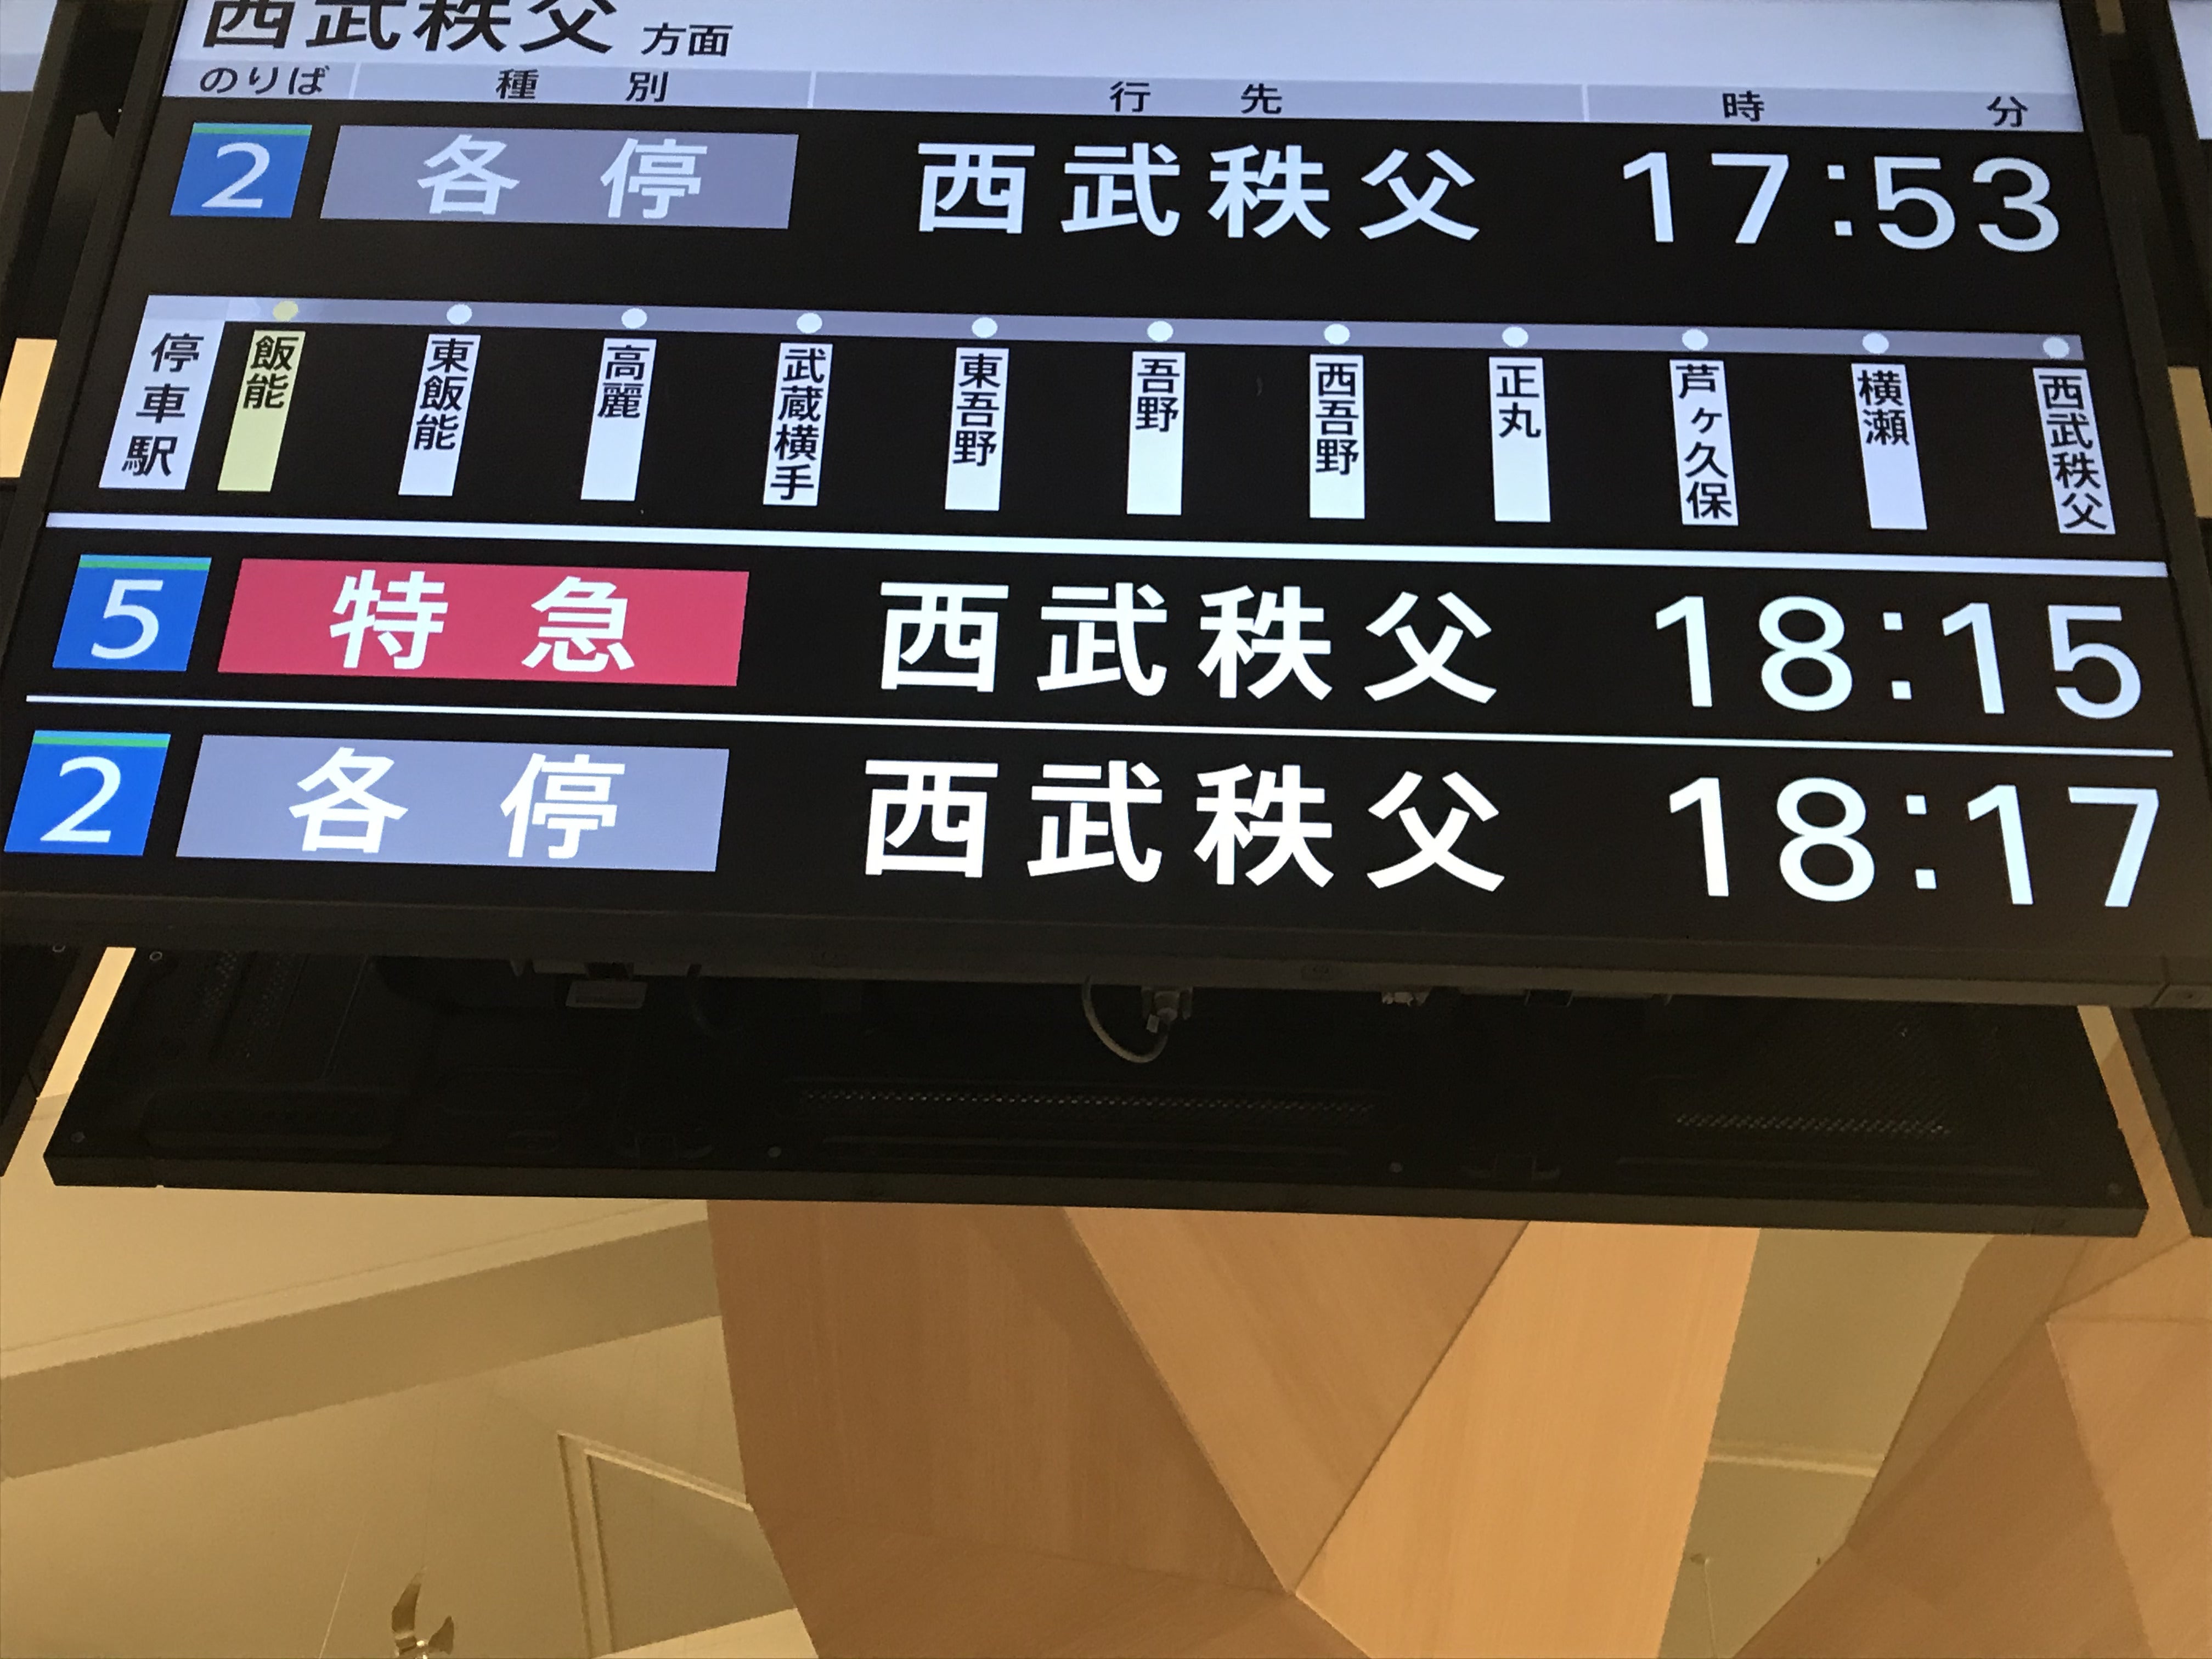 西武秩父 方面
のりば 種別 行先 時 分
2 各停 西武秩父 17:53
停車駅 飯能 東飯能 高麗 武蔵横手 東吾野 吾野 西吾野 正丸 芦ヶ久保 横瀬 西武秩父
5 特急 西武秩父 18:15
2 各停 西武秩父 18:17